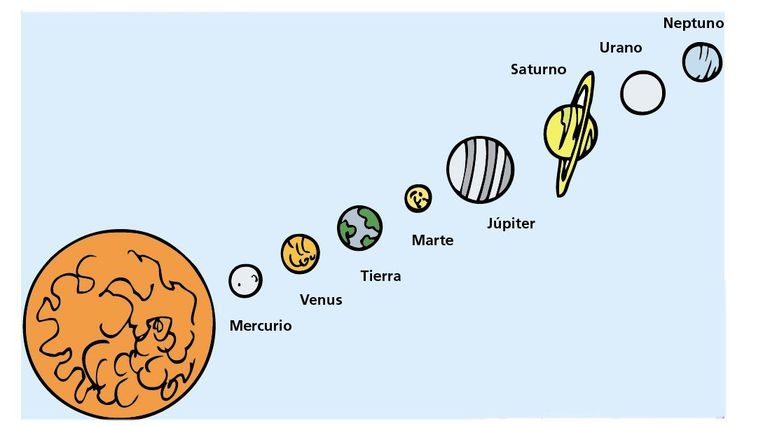 Neptuno
Urano
Saturno
Júpiter
Marte
Tierra
Venus
Mercurio